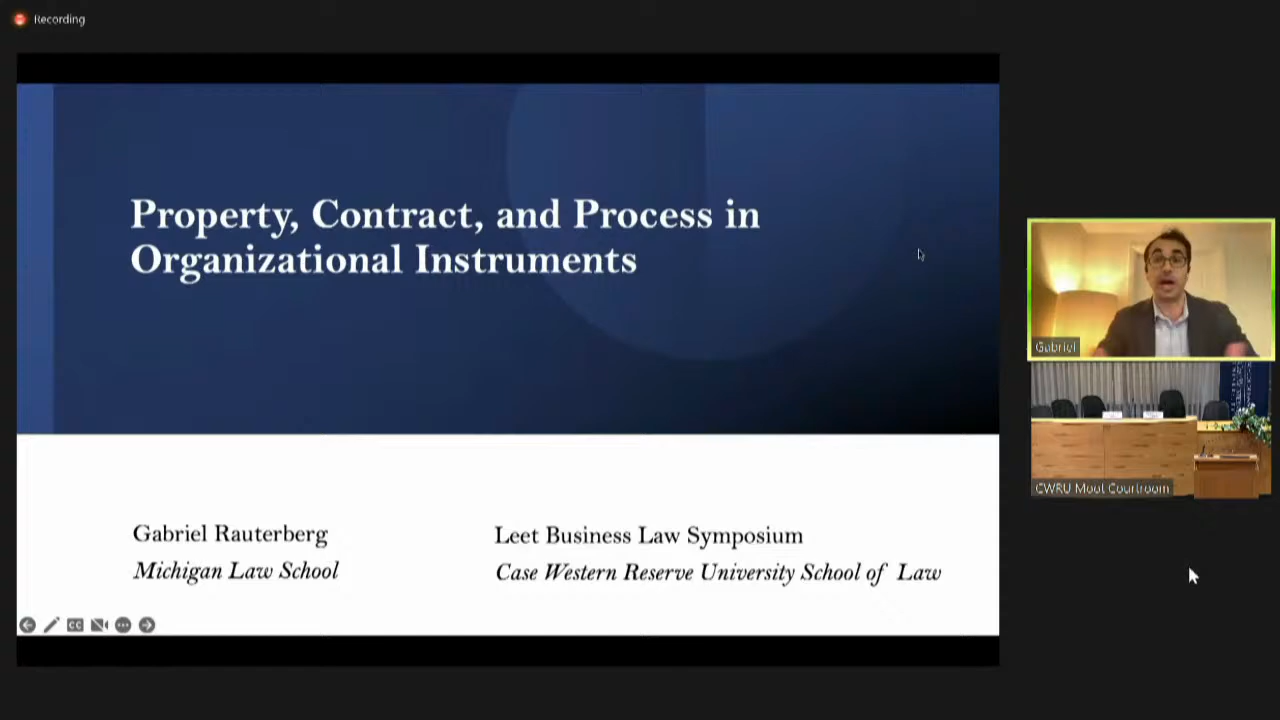 Recording
Property, Contract, and Process in
Organizational Instruments
Gabriel Rauterberg
Michigan Law School
Leet Business Law Symposium
Case Western Reserve University School of Law
CC
Gabriel
CWRU Moot Courtroom